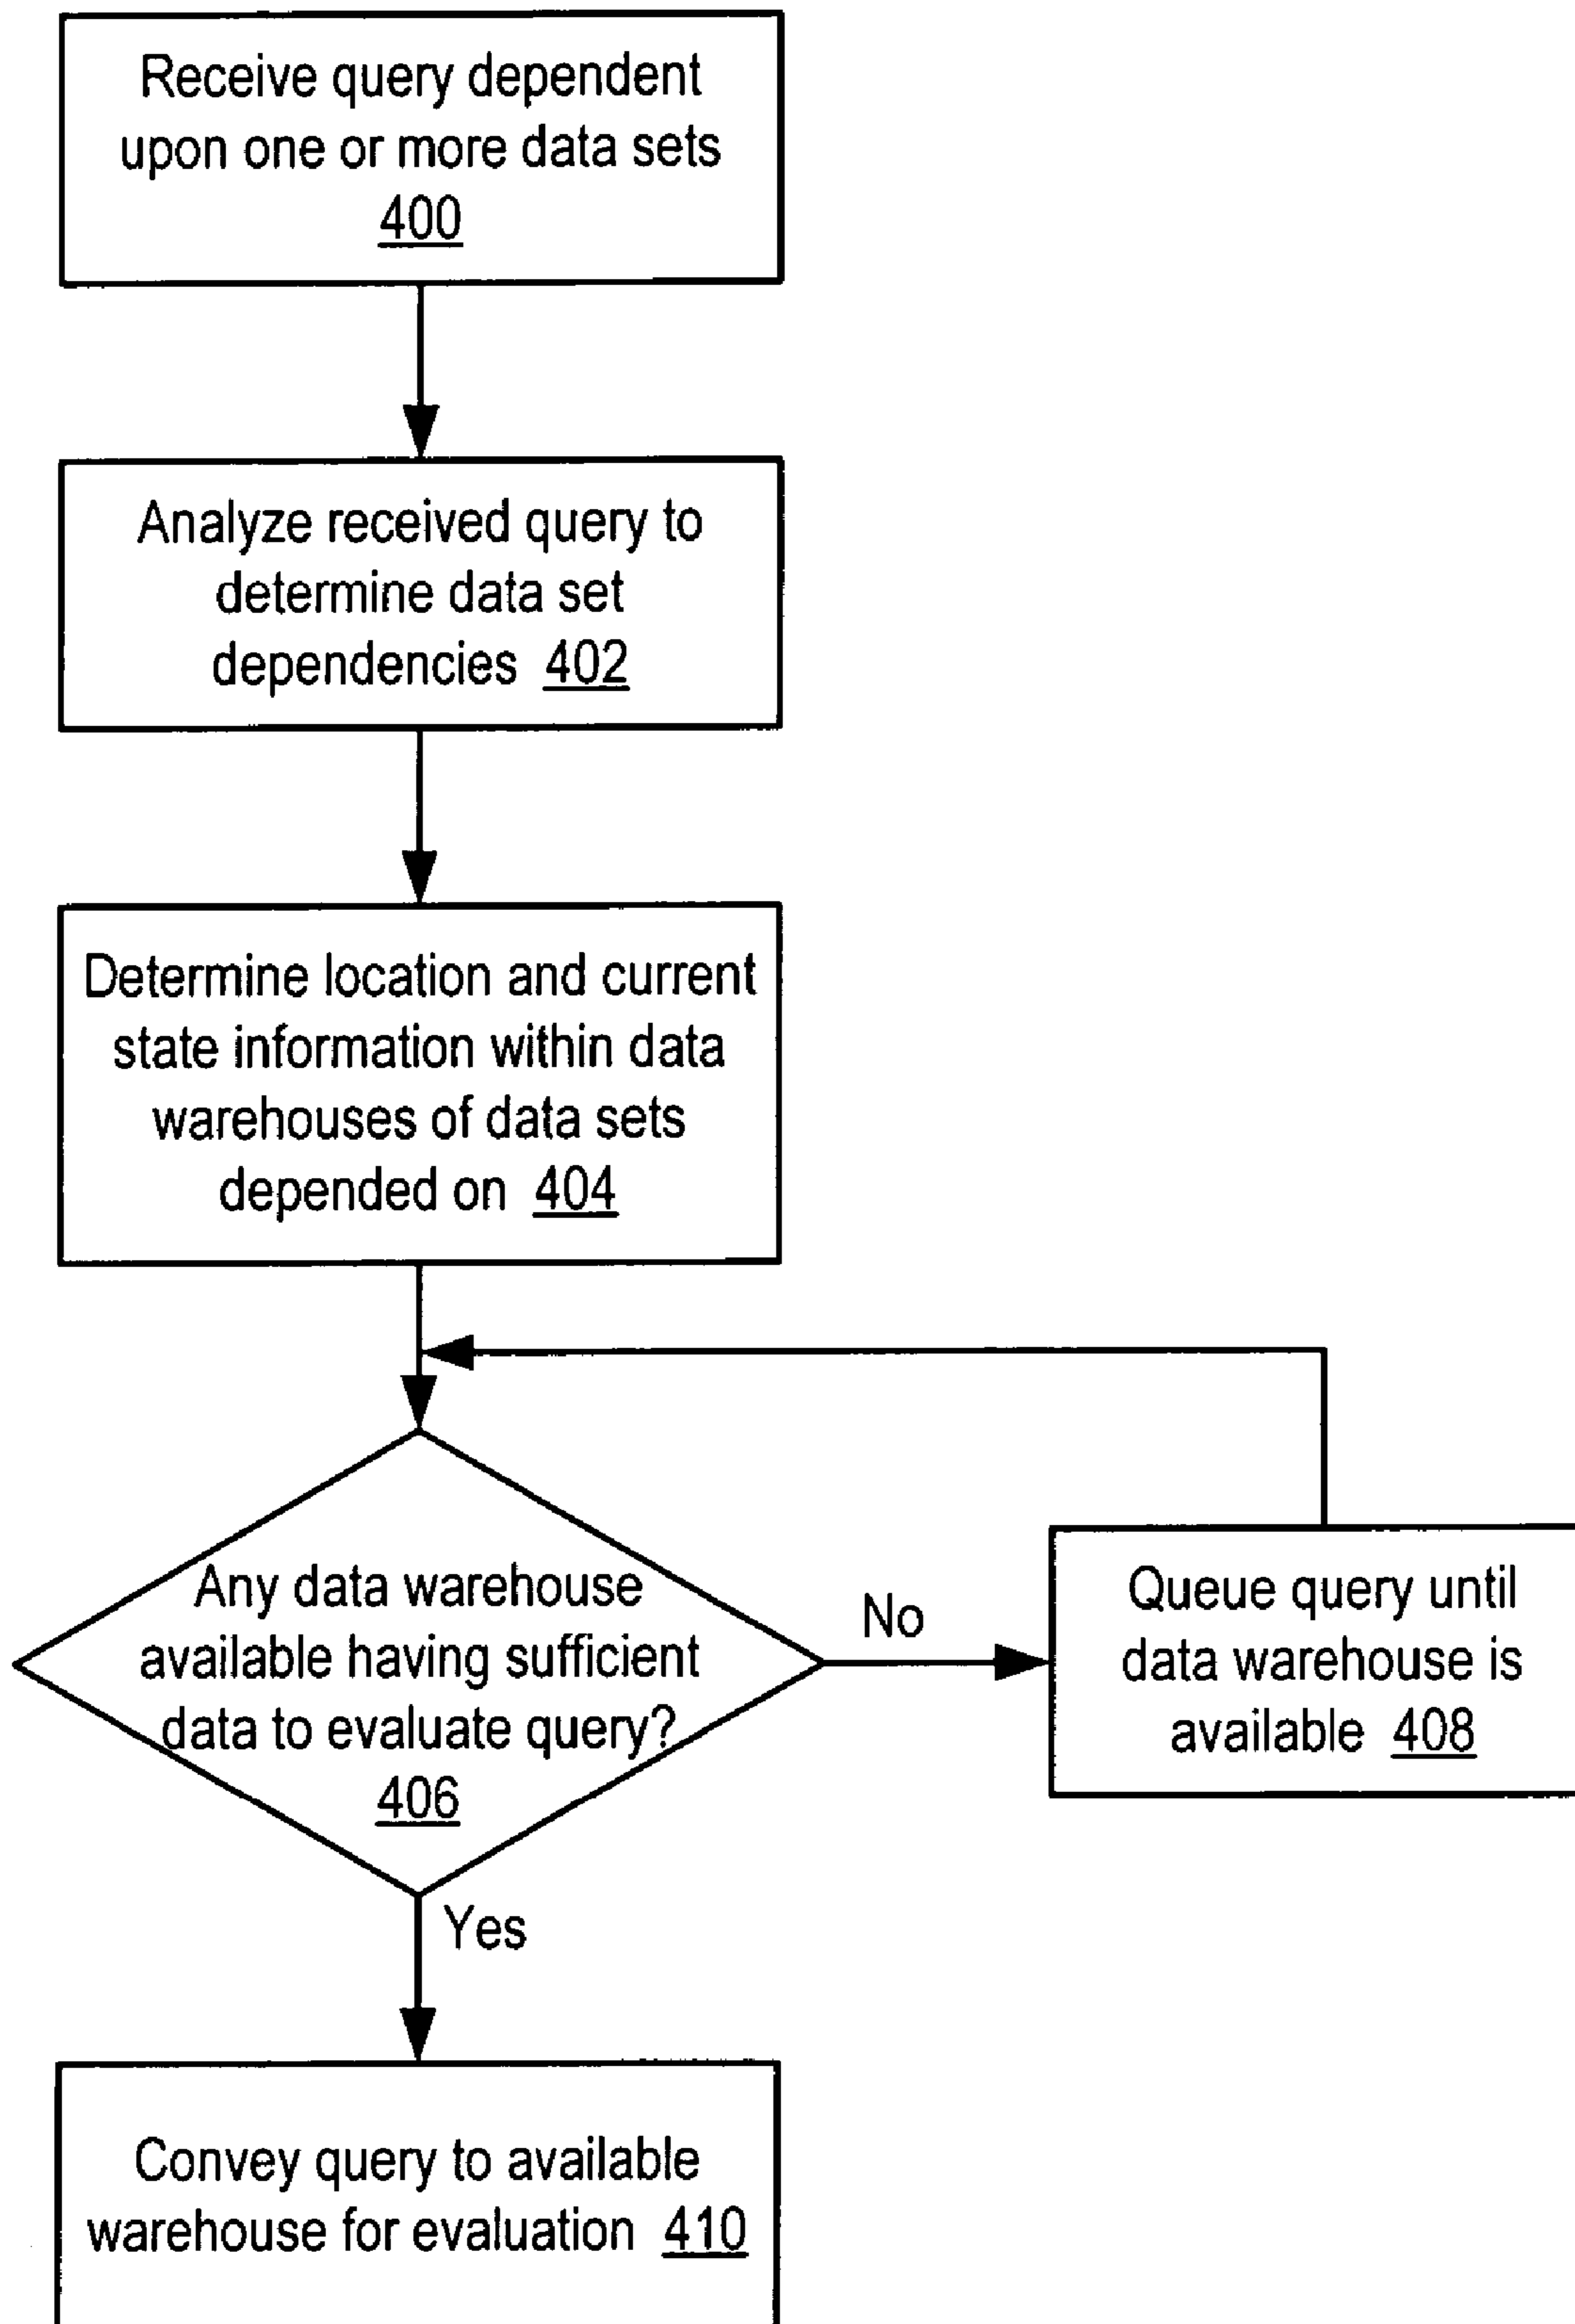 Receive query dependent
upon one or more data sets
400
Analyze received query to
determine data set
dependencies 402
Determine location and current
state information within data
warehouses of data sets
depended on 404
Any data warehouse
available having sufficient
data to evaluate query?
406
No
Queue query until
data warehouse is
available 408
Yes
Convey query to available
warehouse for evaluation 410